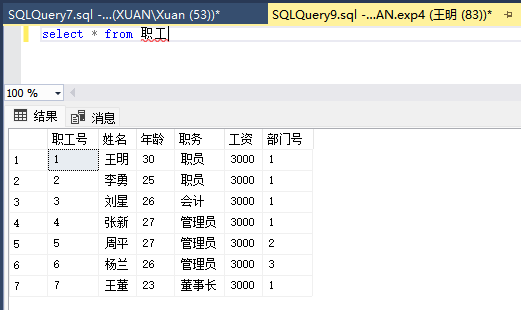 SQLQuery7.sql -...(XUAN\Xuan (53))* SQLQuery9.sql -...AN.exp4 (王明 (83))*
select * from 职工
100 %
结果 消息
职工号 姓名 年龄 职务 工资 部门号
1 1 王明 30 职员 3000 1
2 2 李勇 25 职员 3000 1
3 3 刘星 26 会计 3000 1
4 4 张新 27 管理员 3000 1
5 5 周平 27 管理员 3000 2
6 6 杨兰 26 管理员 3000 3
7 7 王董 23 董事长 3000 1